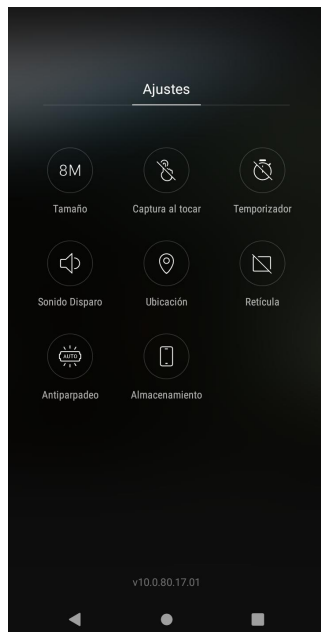 Ajustes
8M
Tamaño
Captura al tocar
Temporizador
Sonido Disparo
Ubicación
Retícula
AUTO
Antiparpadeo
Almacenamiento
v10.0.80.17.01